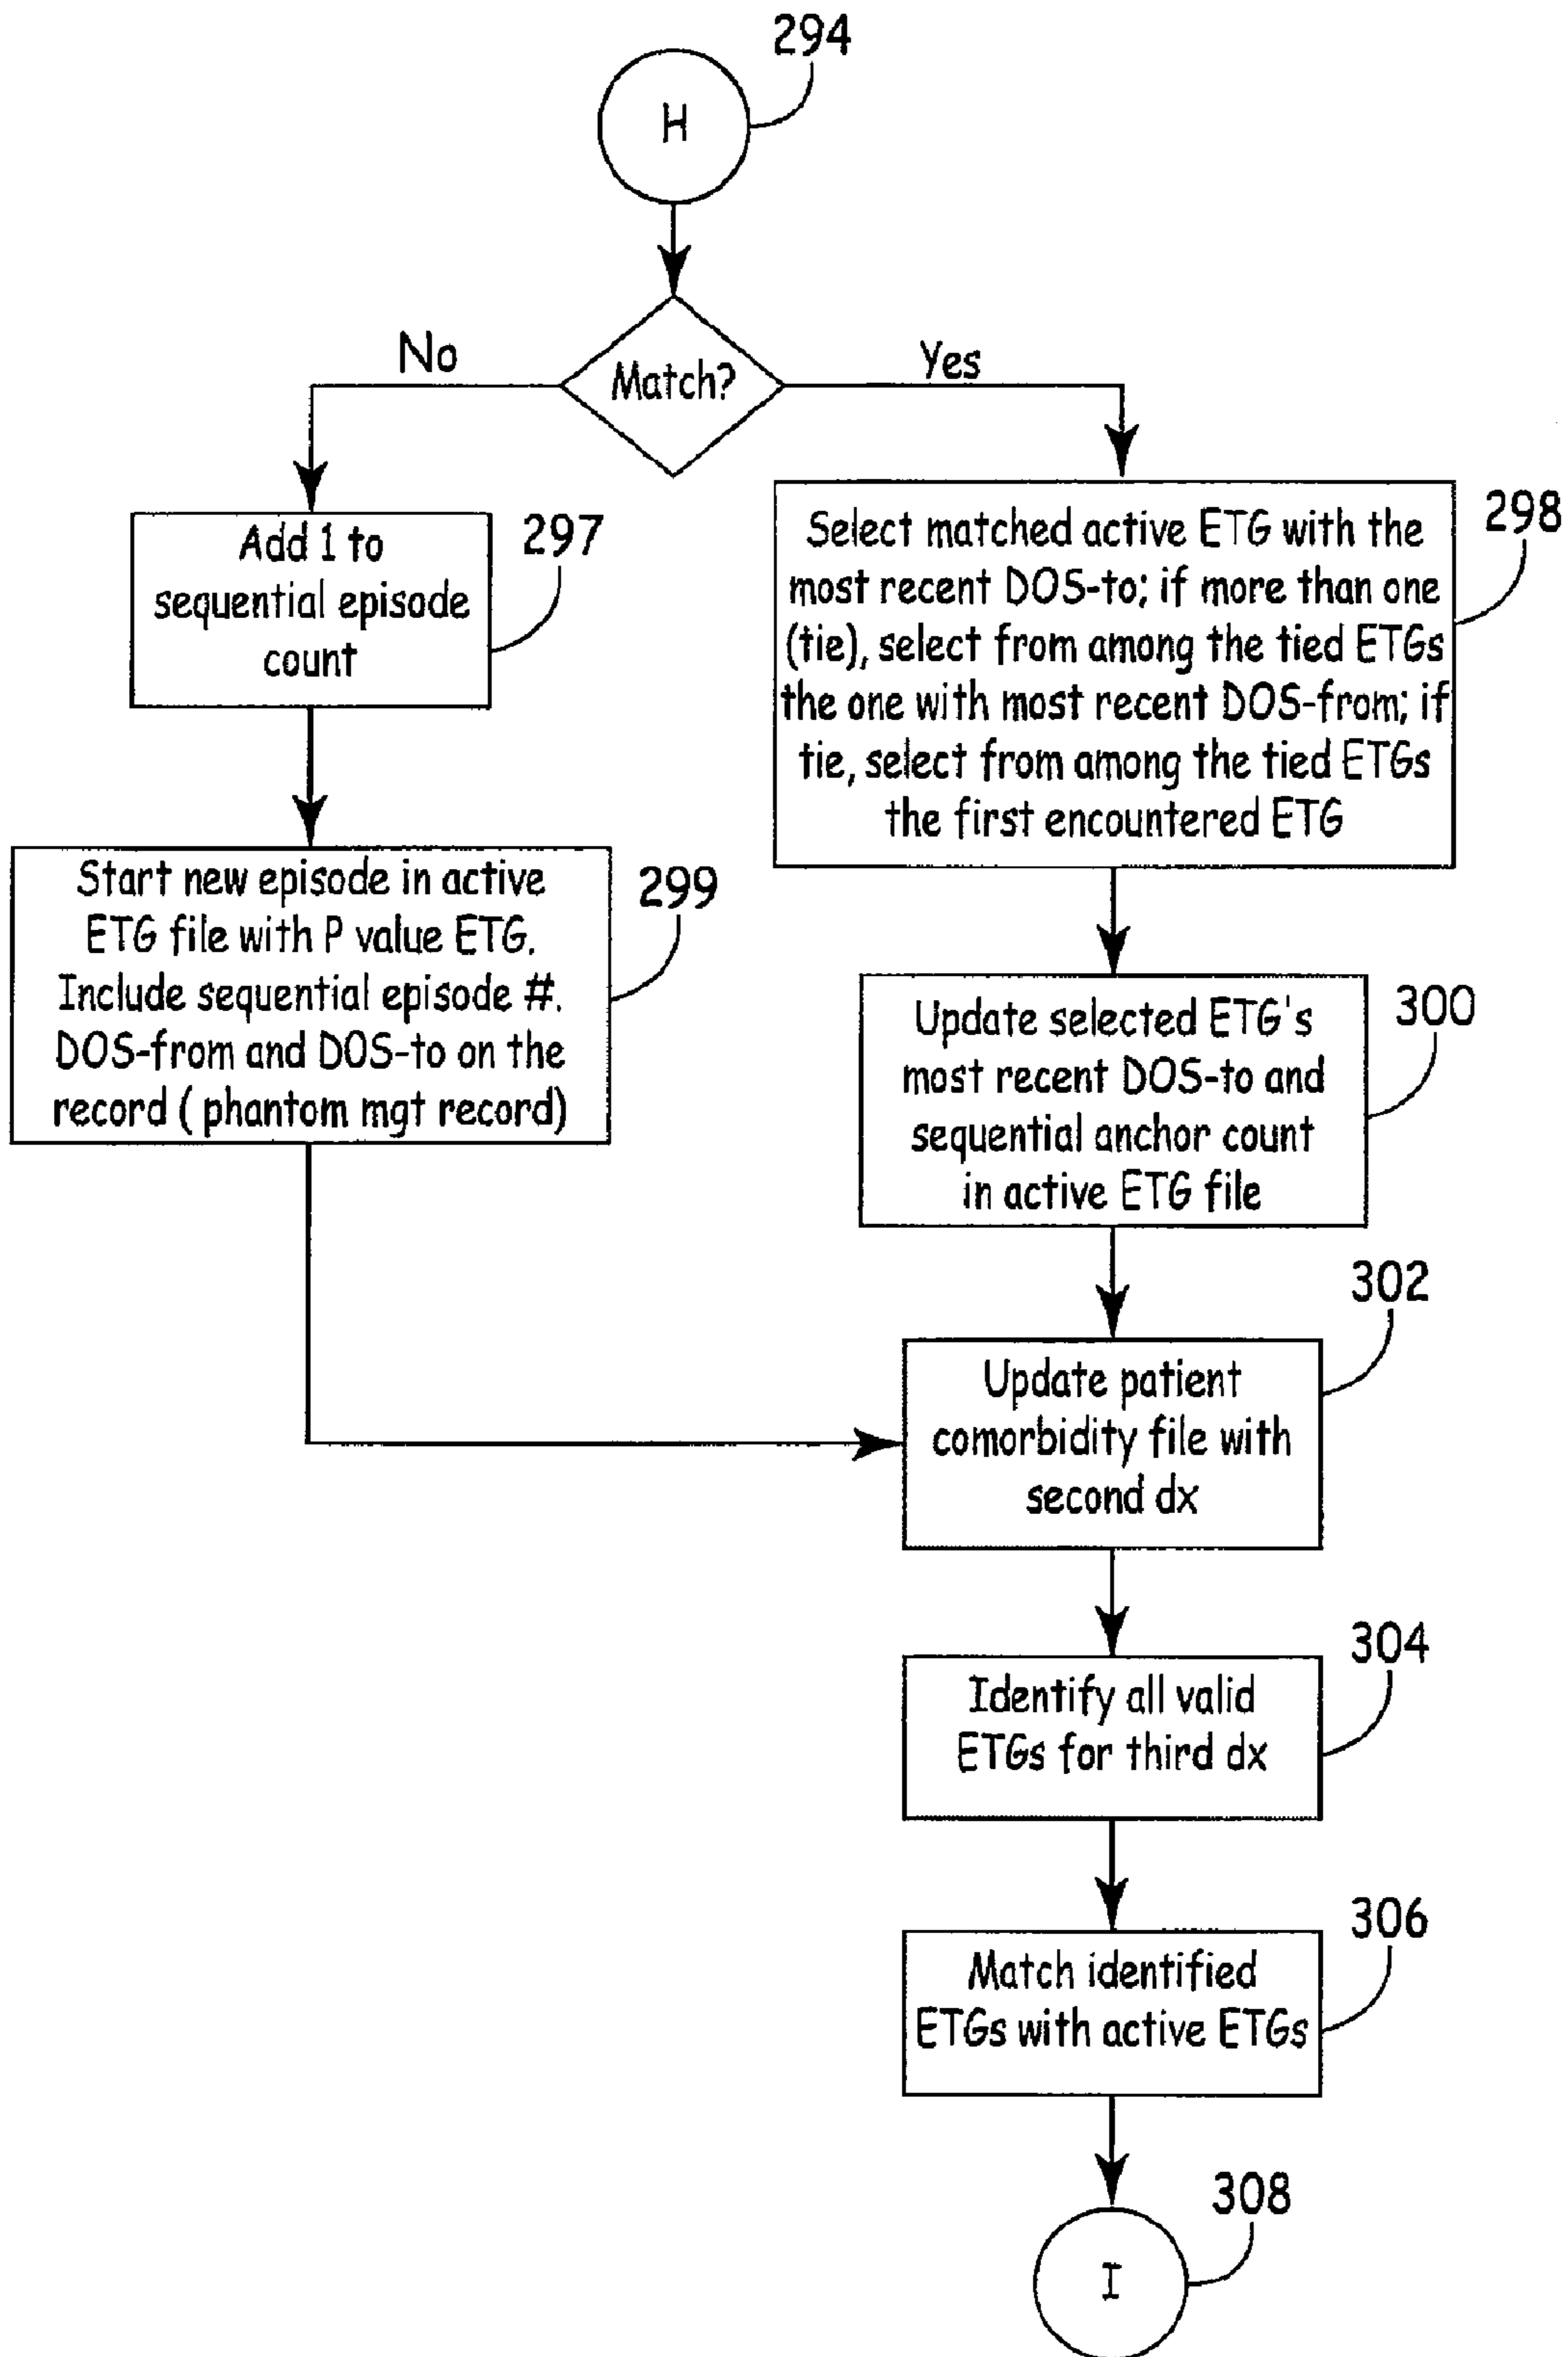 294
H
Match?
No
Yes
Add 1 to
sequential episode
count
297
Select matched active ETG with the
most recent DOS-to; if more than one
(tie), select from among the tied ETGs
the one with most recent DOS-from; if
tie, select from among the tied ETGs
the first encountered ETG
298
Start new episode in active
ETG file with P value ETG.
Include sequential episode #.
DOS-from and DOS-to on the
record ( phantom mgt record)
299
Update selected ETG's
most recent DOS-to and
sequential anchor count
in active ETG file
300
Update patient
comorbidity file with
second dx
302
Identify all valid
ETGs for third dx
304
Match identified
ETGs with active ETGs
306
I
308